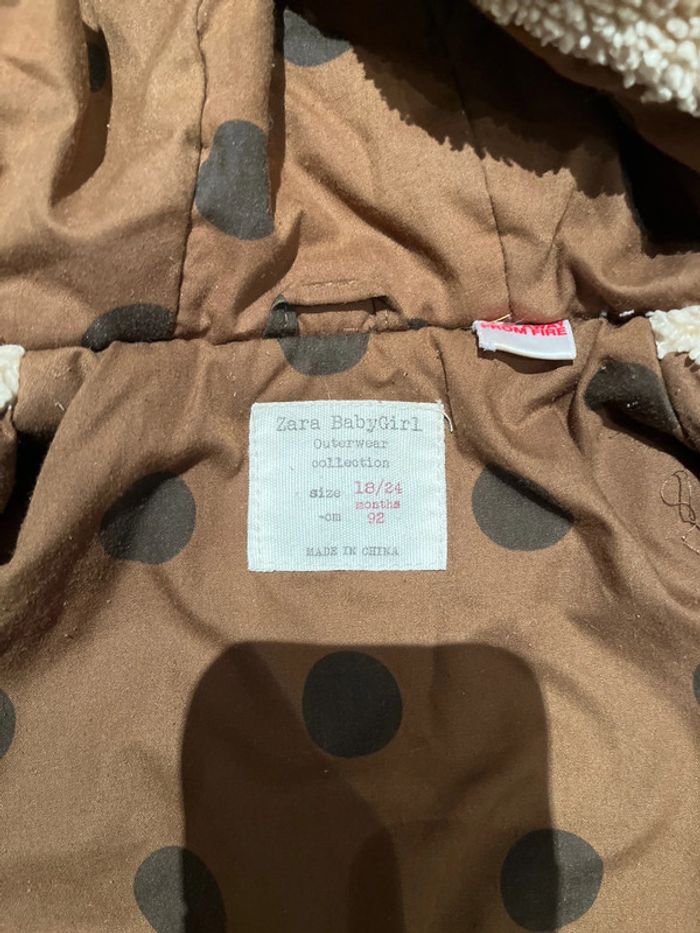 FROM FIRE
Zara BabyGirl
Outerwear
collection
size 18/24
months
-cm 92
MADE IN CHINA